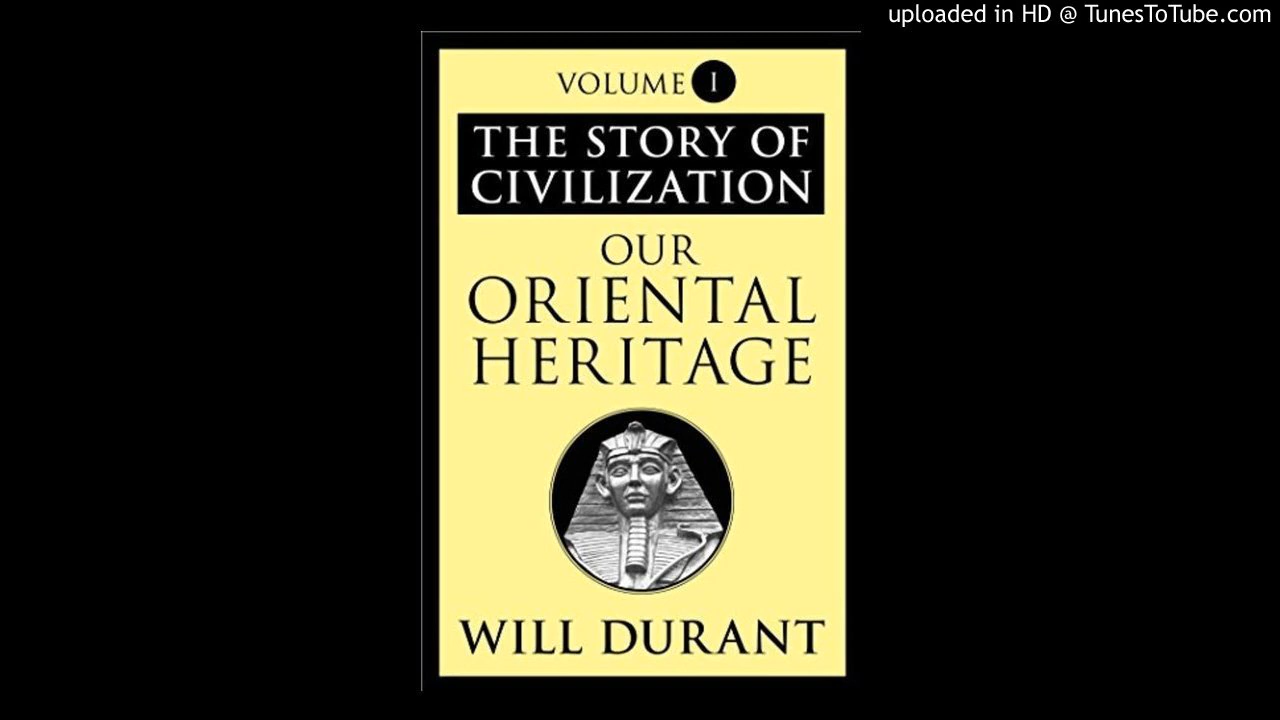 uploaded in HD @ TunesToTube.com
VOLUME I
THE STORY OF
CIVILIZATION
OUR
ORIENTAL
HERITAGE
WILL DURANT